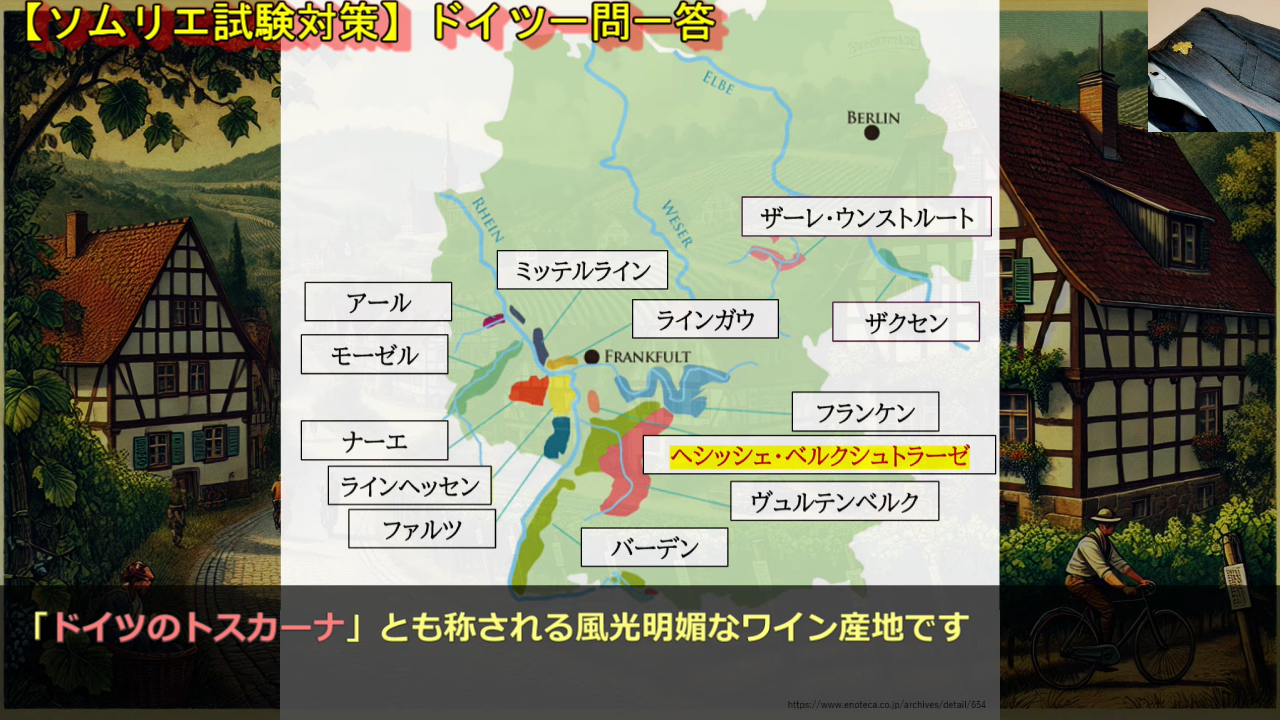 【ソムリエ試験対策】ドイツ一問一答
ELBE
BERLIN
RHEIN
WESER
ザーレ・ウンストルート
ミッテルライン
アール
ラインガウ
ザクセン
モーゼル
FRANKFULT
フランケン
ナーエ
ヘシッシェ・ベルクシュトラーゼ
ラインヘッセン
ヴュルテンベルク
ファルツ
バーデン
「ドイツのトスカーナ」とも称される風光明媚なワイン産地です
https://www.enoteca.co.jp/archives/detail/654